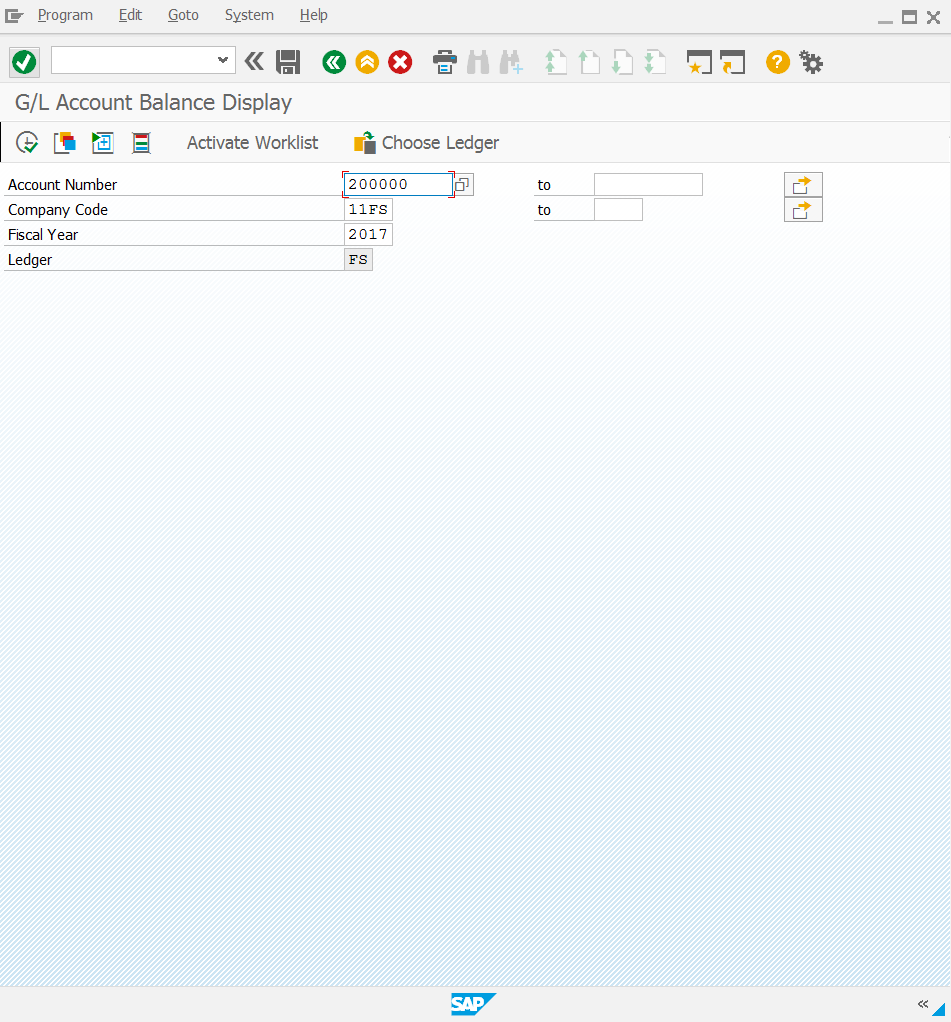 Program Edit Goto System Help
G/L Account Balance Display
Activate Worklist Choose Ledger
Account Number 200000 to
Company Code 11FS to
Fiscal Year 2017
Ledger FS
SAP